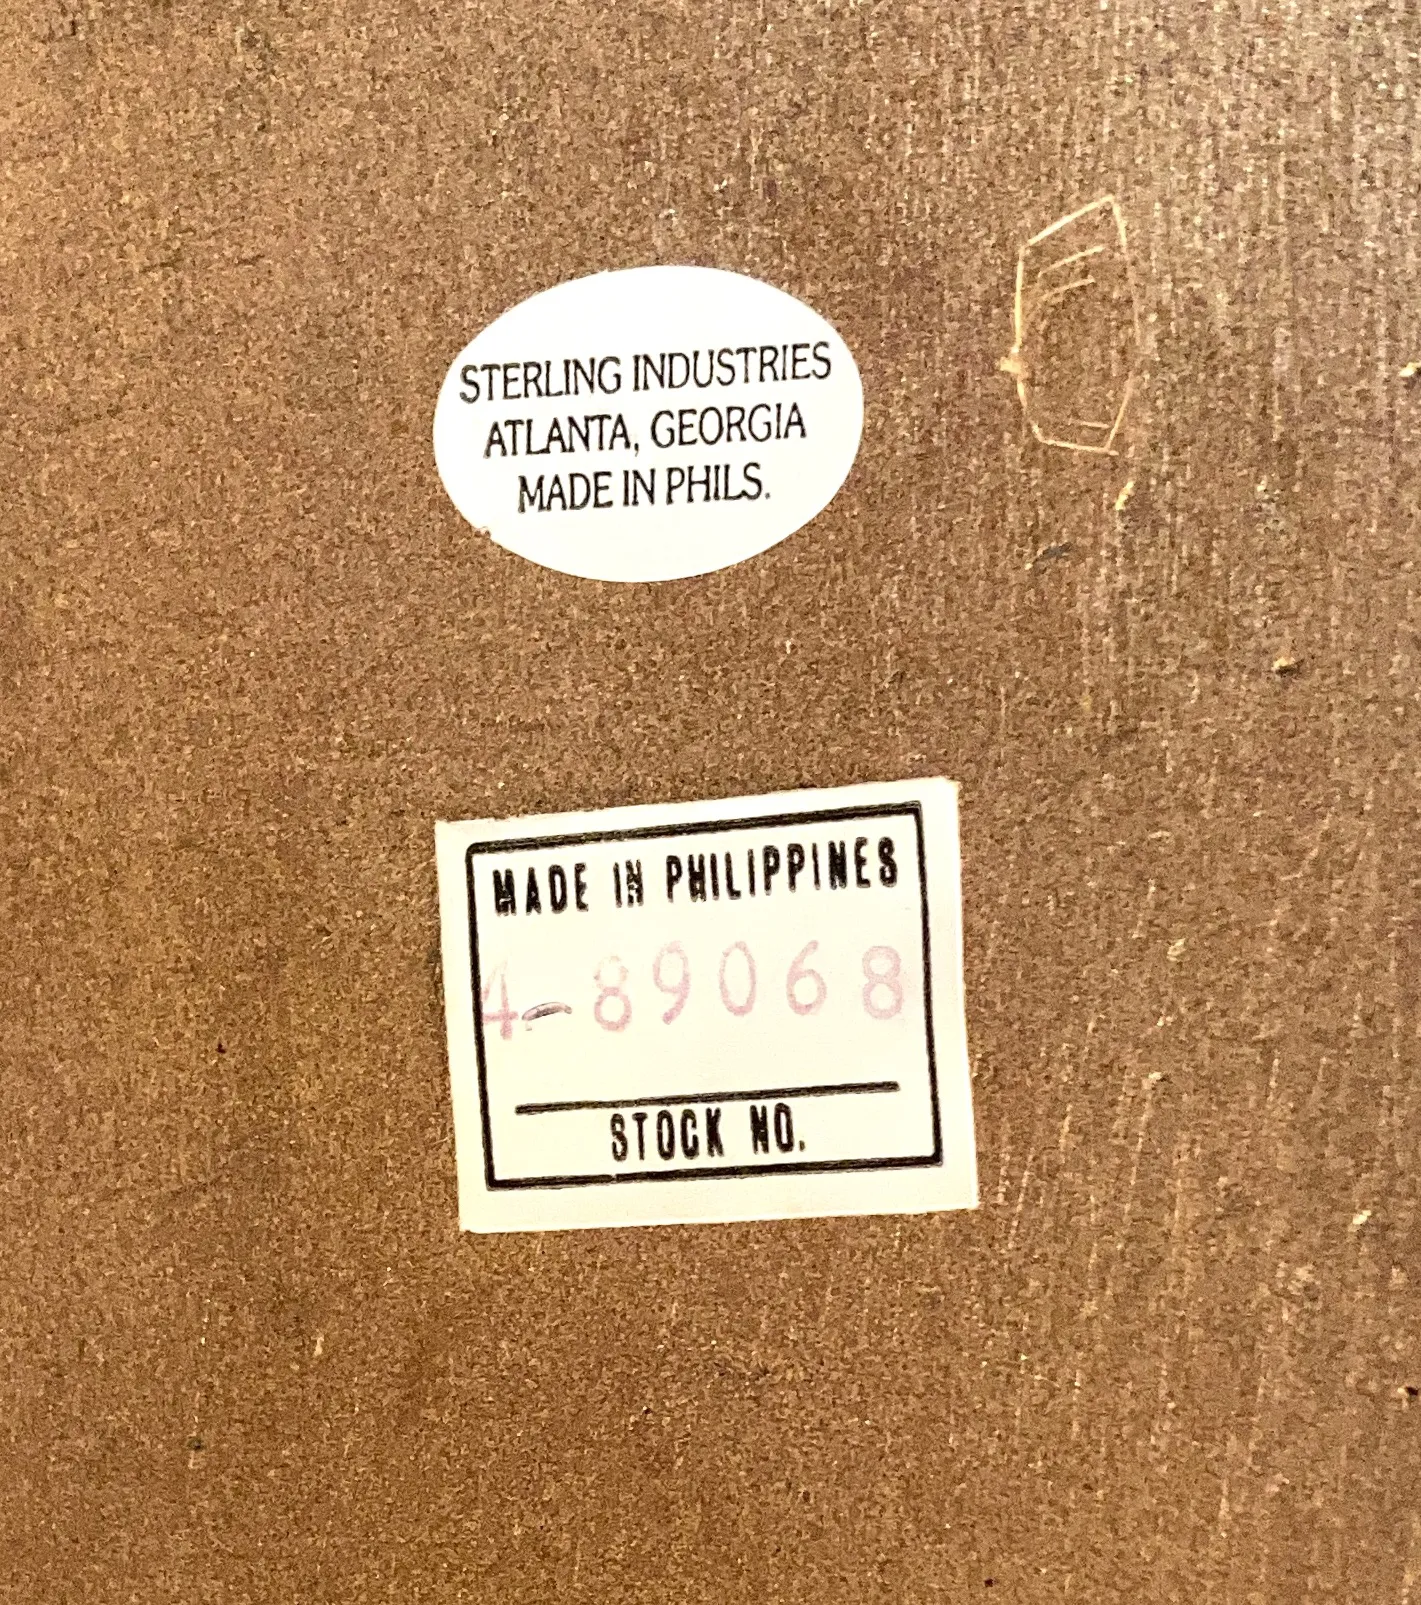 STERLING INDUSTRIES
ATLANTA, GEORGIA
MADE IN PHILS.
MADE IN PHILIPPINES
4-89068
STOCK NO.